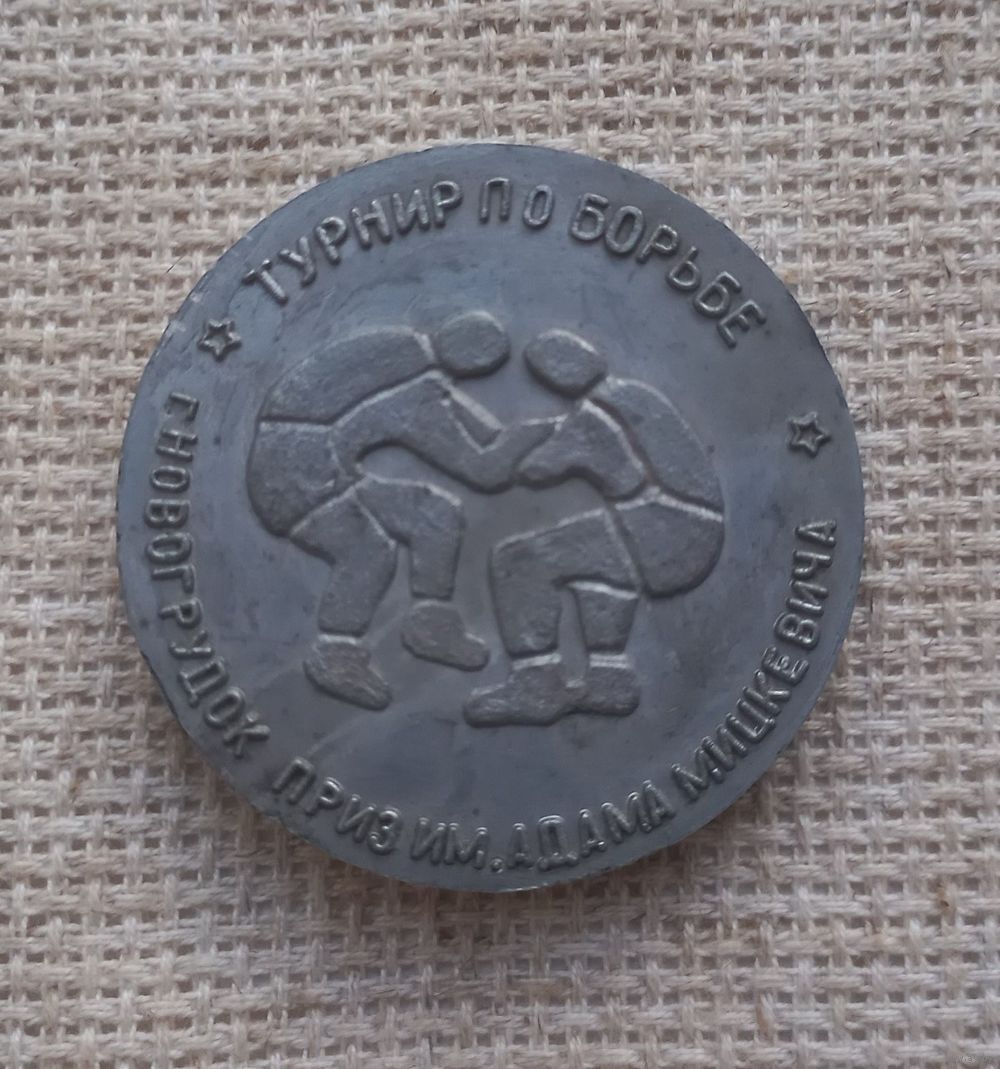 ТУРНИР ПО БОРЬБЕ
Г.НОВОГРУДОК ПРИЗ ИМ.АДАМА МИЦКЕВИЧА